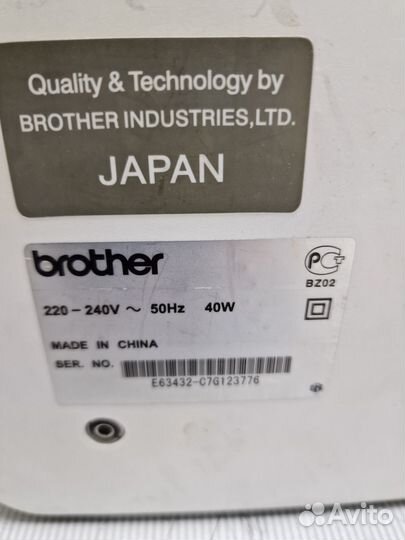 Quality & Technology by
BROTHER INDUSTRIES,LTD.
JAPAN
brother
PG
BZ02
220-240V ~ 50Hz 40W
MADE IN CHINA
SER. NO.
E63432-C7G123776
Avito